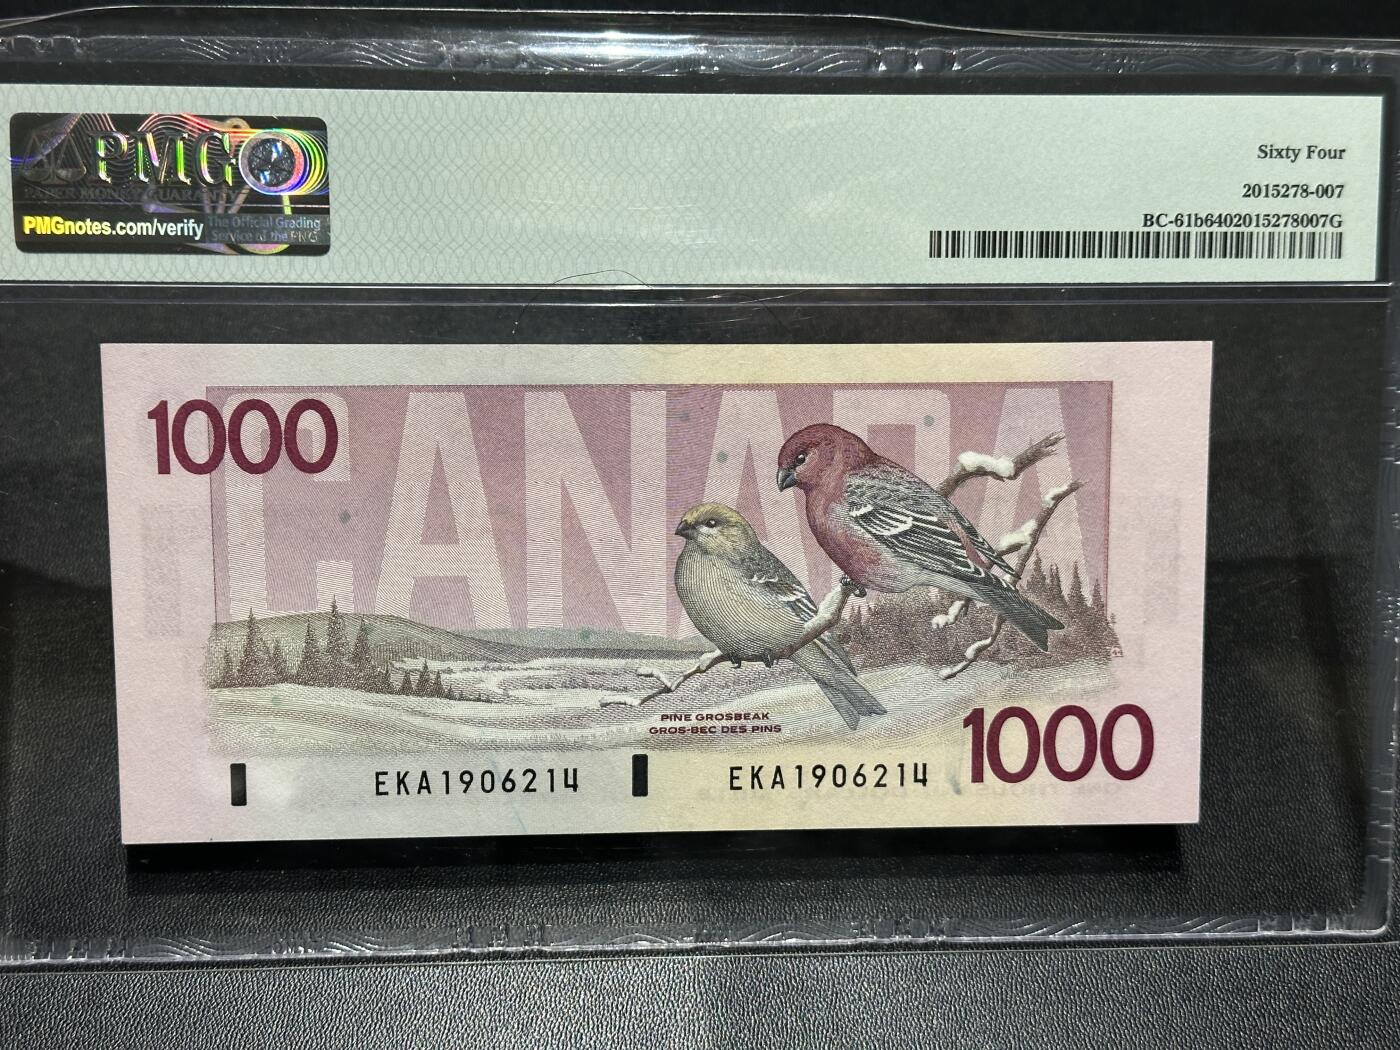 PMG
PAPER MONEY GUARANTY
PMGnotes.com/verify
The Official Grading
Service of the PNG
Sixty Four
2015278-007
BC-61b6402015278007G
1000
CANADA
PINE GROSBEAK
GROS-BEC DES PINS
1000
EKA1906214
EKA1906214